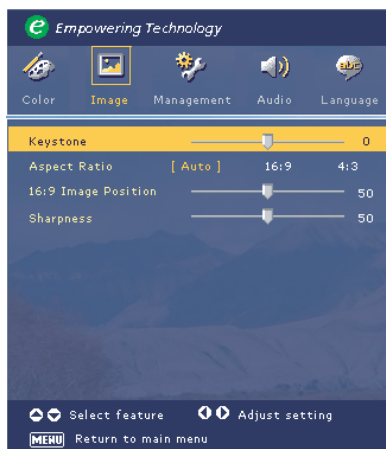 e Empowering Technology
Color Image Management Audio Language
Keystone 0
Aspect Ratio [ Auto ] 16:9 4:3
16:9 Image Position 50
Sharpness 50
Select feature Adjust setting
MENU Return to main menu